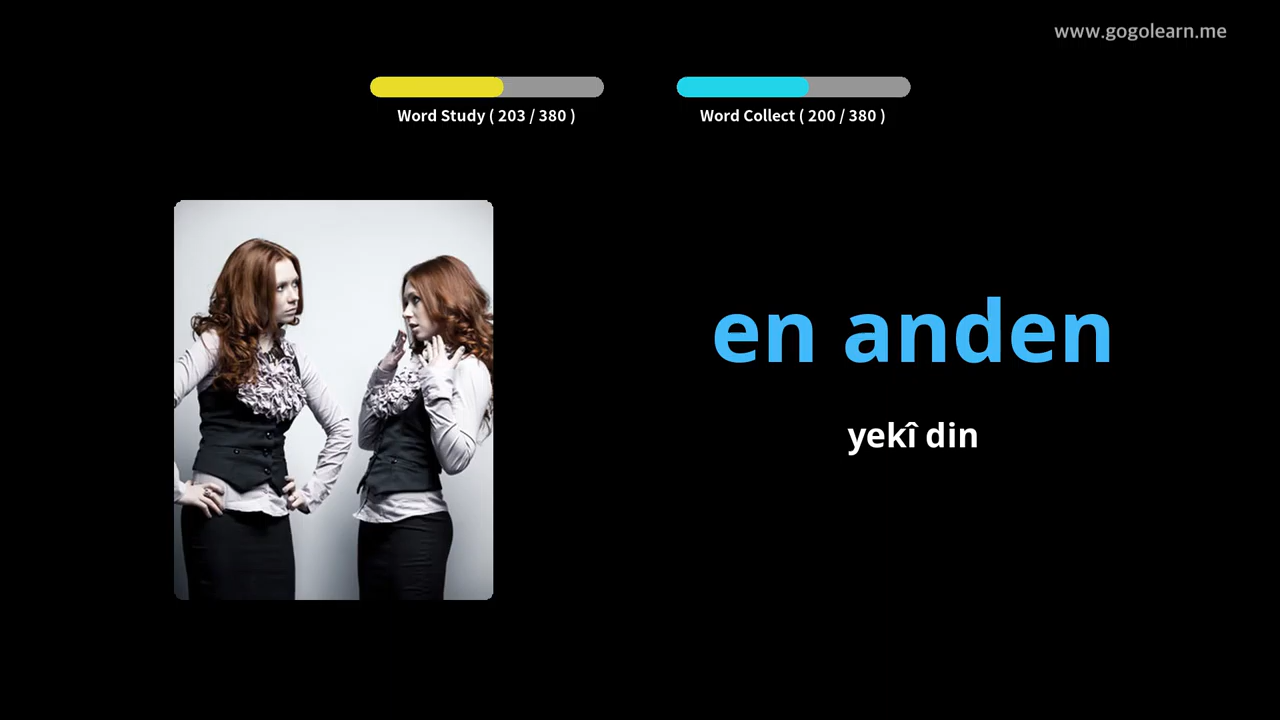 www.gogolearn.me
Word Study ( 203 / 380 )
Word Collect ( 200 / 380 )
en anden
yekî din